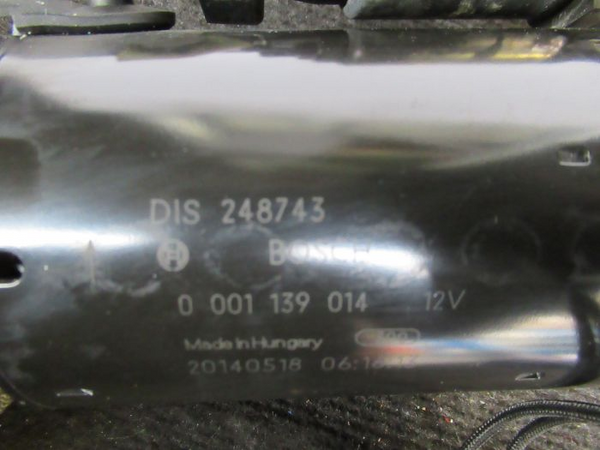 DIS 248743
BOSCH
0 001 139 014 12V
Made in Hungary
20140518